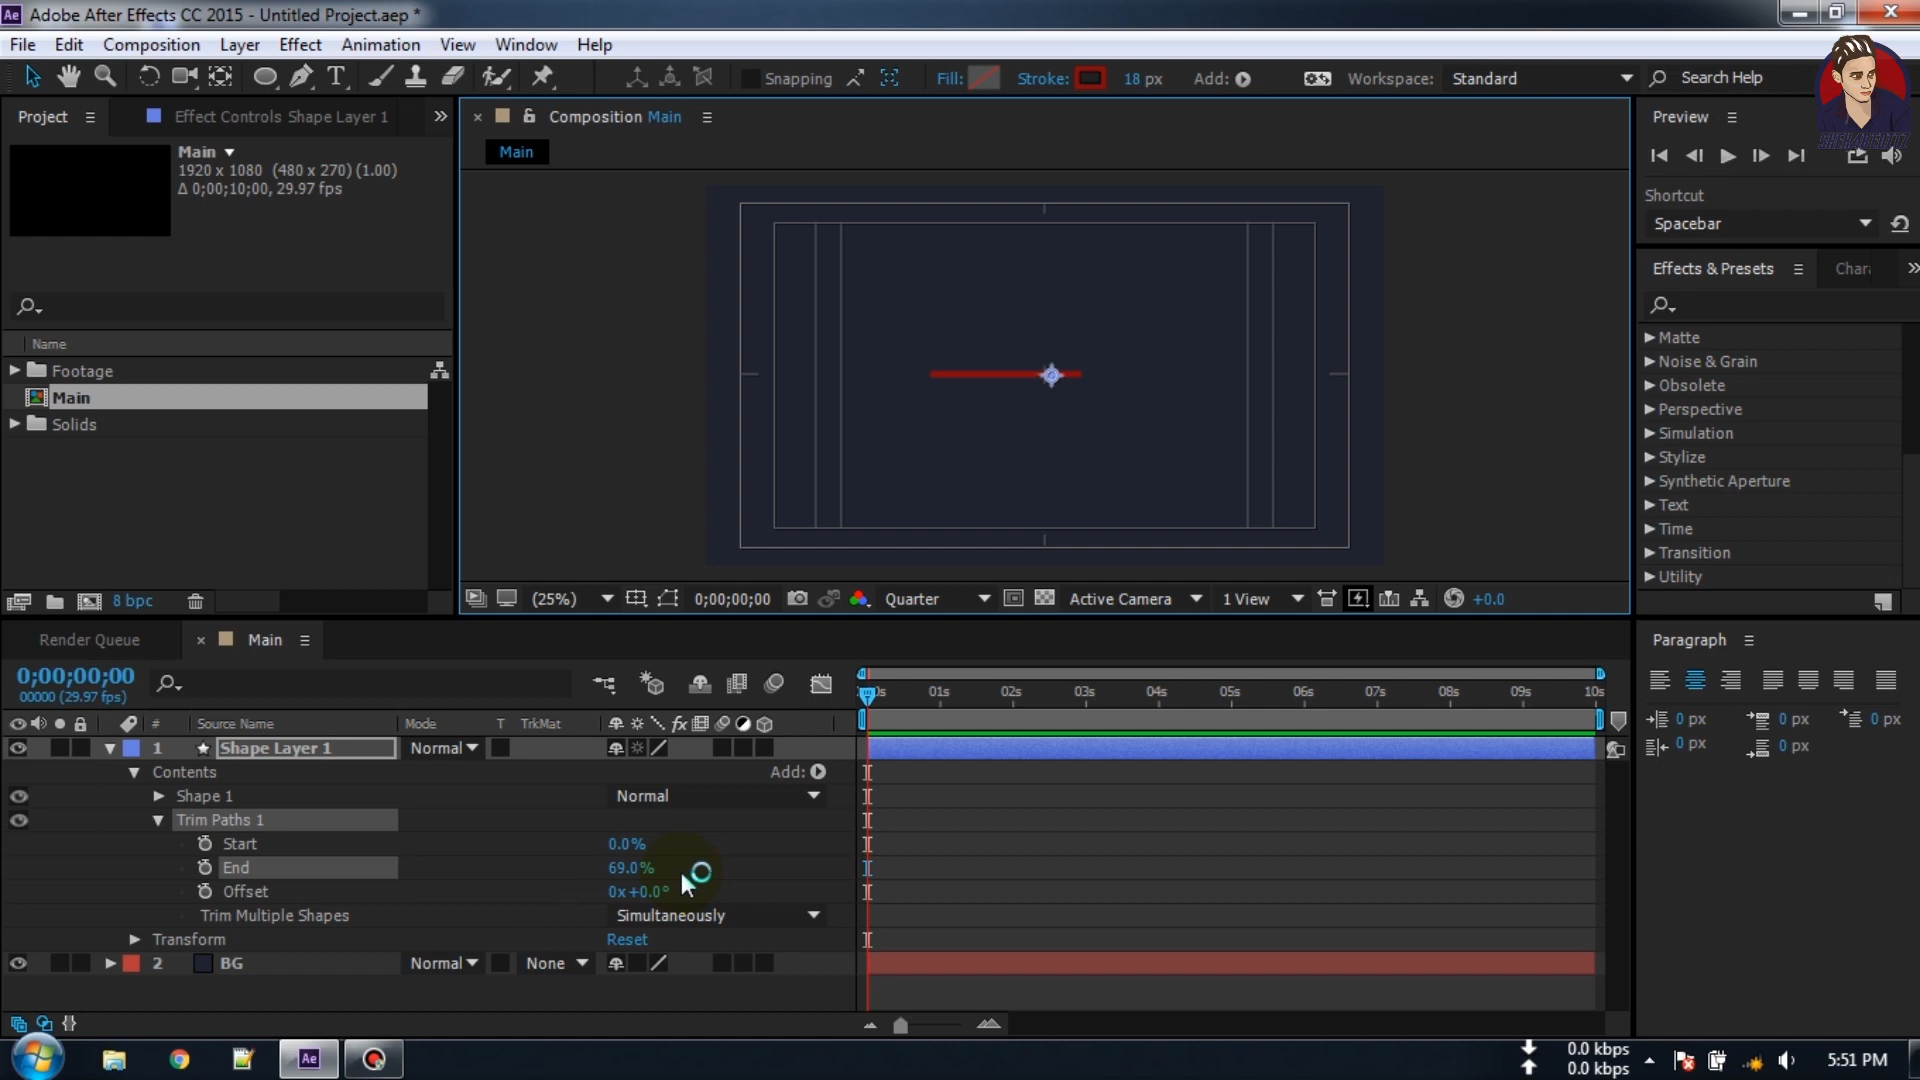 Ae Adobe After Effects CC 2015 - Untitled Project.aep *
File Edit Composition Layer Effect Animation View Window Help
T Snapping Fill: Stroke: 18 px Add: Workspace: Standard Search Help
Project Effect Controls Shape Layer 1
Composition Main
Preview
Main
Main
1920 x 1080 (480 x 270) (1.00)
Δ 0;00;10;00, 29.97 fps
Shortcut
Spacebar
Effects & Presets Chara
Name
Footage
Main
Solids
Matte
Noise & Grain
Obsolete
Perspective
Simulation
Stylize
Synthetic Aperture
Text
Time
Transition
Utility
8 bpc
(25%) 0;00;00;00 Quarter Active Camera 1 View +0.0
Render Queue Main
Paragraph
0;00;00;00
00000 (29.97 fps)
0s 01s 02s 03s 04s 05s 06s 07s 08s 09s 10s
# Source Name Mode T TrkMat fx
0 px 0 px 0 px
0 px 0 px
1 Shape Layer 1 Normal
Contents Add:
Shape 1 Normal
Trim Paths 1
Start 0.0%
End 69.0%
Offset 0x+0.0°
Trim Multiple Shapes Simultaneously
Transform Reset
2 BG Normal None
Ae
0.0 kbps
0.0 kbps
5:51 PM